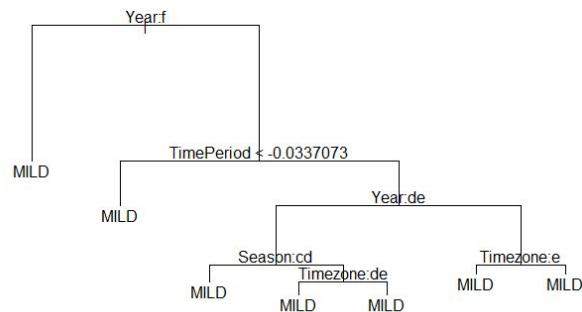 Year:f
MILD
TimePeriod < -0.0337073
MILD
Year:de
Season:cd
Timezone:e
MILD
Timezone:de
MILD
MILD
MILD
MILD